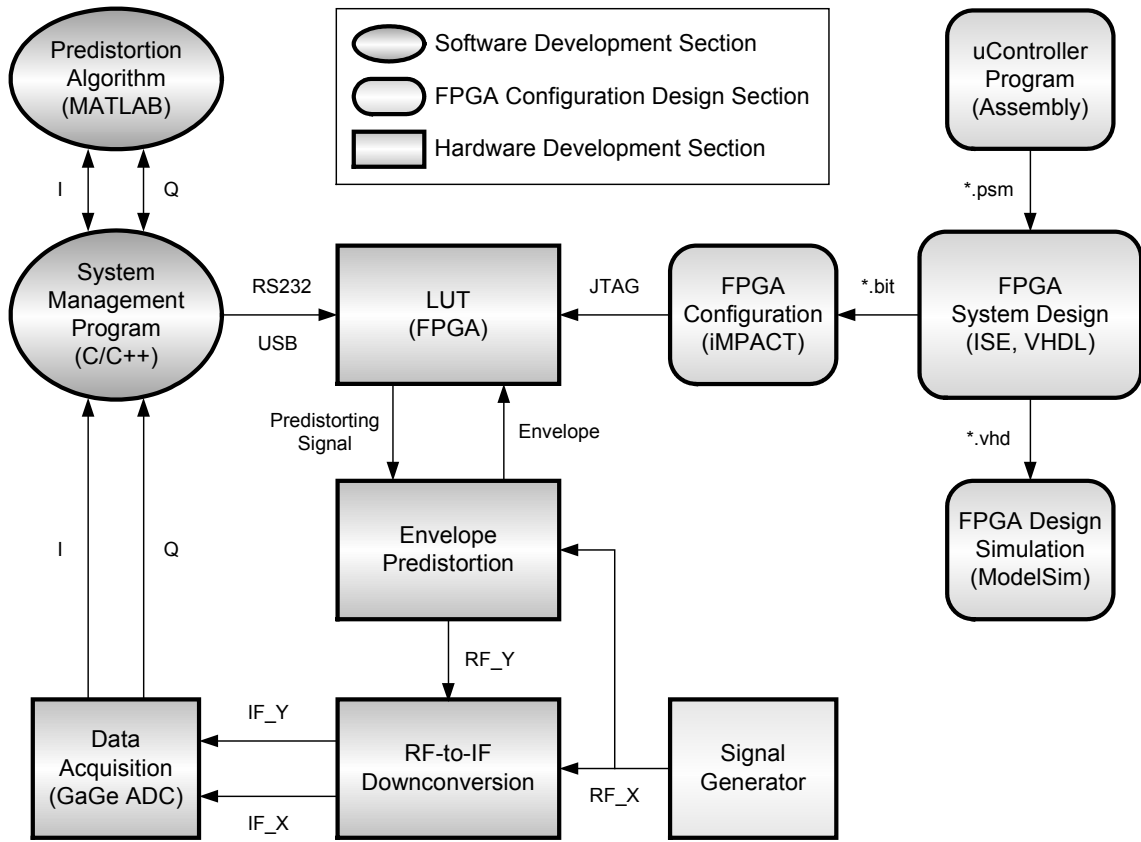 Predistortion
Algorithm
(MATLAB)
Software Development Section
FPGA Configuration Design Section
Hardware Development Section
uController
Program
(Assembly)
I
Q
*.psm
System
Management
Program
(C/C++)
RS232
USB
LUT
(FPGA)
JTAG
FPGA
Configuration
(iMPACT)
*.bit
FPGA
System Design
(ISE, VHDL)
Predistorting
Signal
Envelope
*.vhd
I
Q
Envelope
Predistortion
FPGA Design
Simulation
(ModelSim)
RF_Y
Data
Acquisition
(GaGe ADC)
IF_Y
IF_X
RF-to-IF
Downconversion
RF_X
Signal
Generator